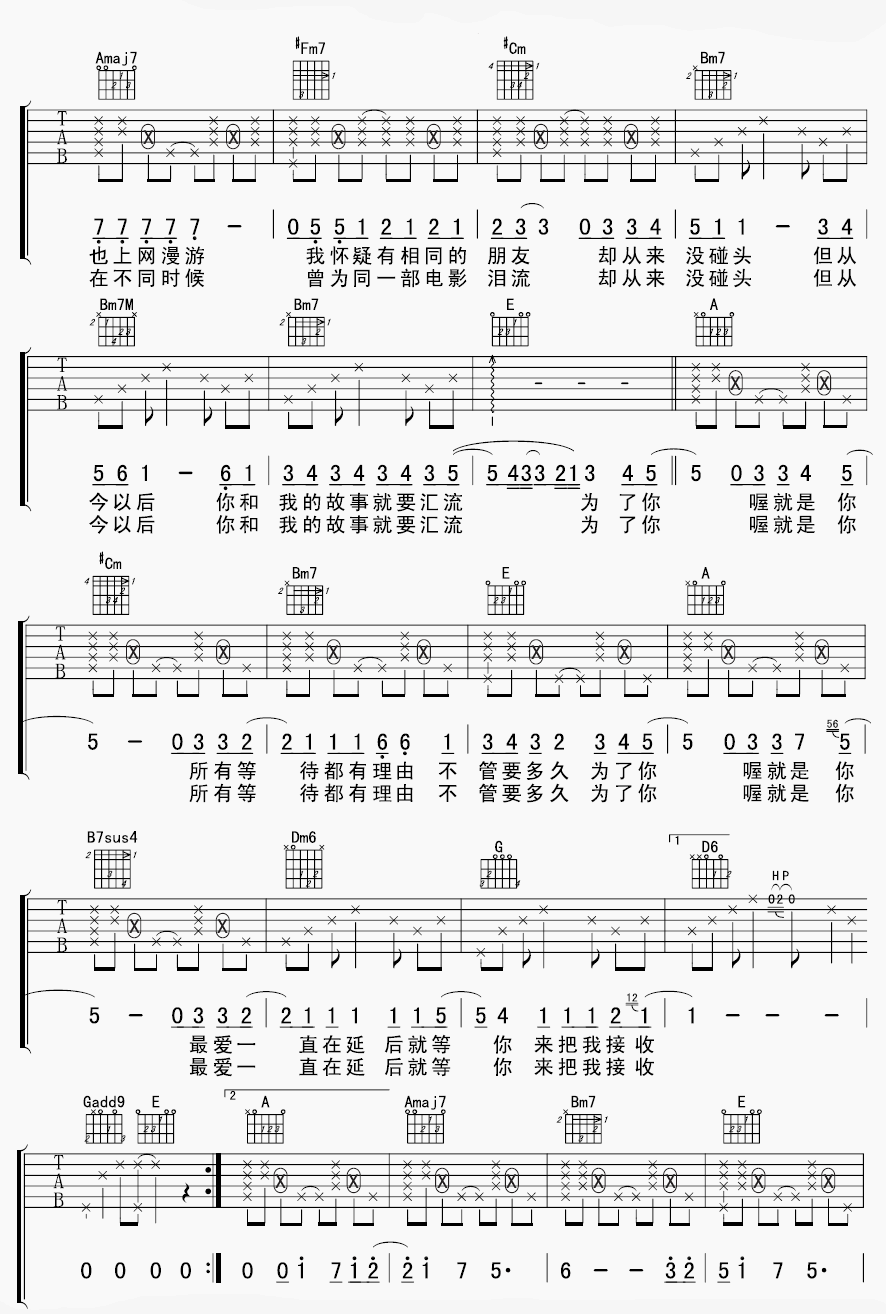 Amaj7 #Fm7 #Cm Bm7
T A B
7 7 7 7 7 – | 0 5 5 1 2 1 2 1 | 2 3 3 0 3 3 4 | 5 1 1 – 3 4 |
也上网漫游 我怀疑有相同的 朋友 却从来 没碰头 但从
在不同时候 曾为同一部电影 泪流 却从来 没碰头 但从
Bm7M Bm7 E A
T A B
5 6 1 – 6 1 | 3 4 3 4 3 4 3 5 | 5 4 3 3 2 1 3 4 5 || 5 0 3 3 4 5 |
今以后 你和 我的故事就要汇流 为了你 喔就是你
今以后 你和 我的故事就要汇流 为了你 喔就是你
#Cm Bm7 E A
T A B
5 – 0 3 3 2 | 2 1 1 1 6 6 1 | 3 4 3 2 3 4 5 | 5 0 3 3 7 56 5 |
所有等 待都有理由 不 管要多久 为了你 喔就是你
所有等 待都有理由 不 管要多久 为了你 喔就是你
B7sus4 Dm6 G 1 D6
H P
T A B 0 2 0
5 – 0 3 3 2 | 2 1 1 1 1 1 5 | 5 4 1 1 1 2 12 1 | 1 – – – |
最爱一 直在延 后就等 你 来把我接收
最爱一 直在延 后就等 你 来把我接收
Gadd9 E 2 A Amaj7 Bm7 E
T A B
0 0 0 0 :| 0 0 1 7 1 2 | 2 1 7 5· | 6 – – 3 2 | 5 1 7 5· |